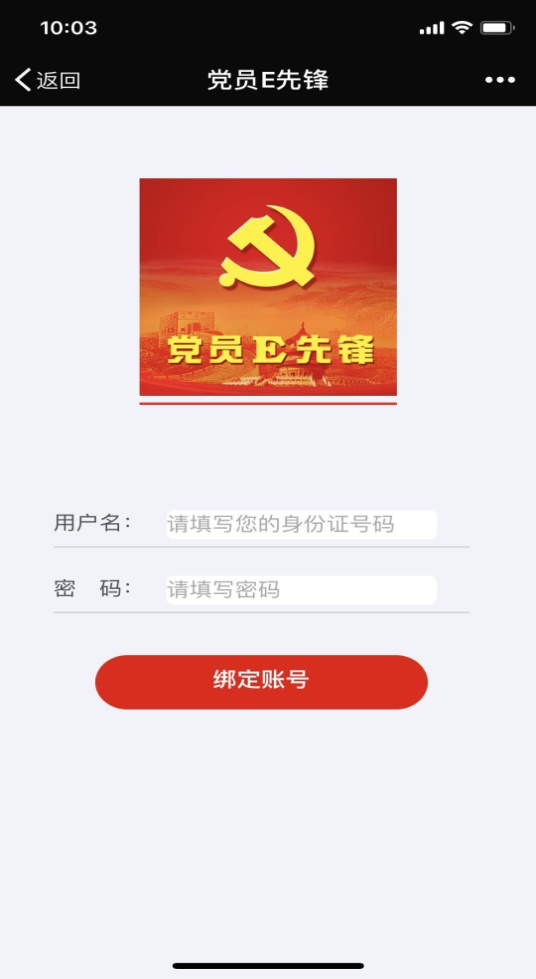 10:03
返回 党员E先锋
党员E先锋
用户名： 请填写您的身份证号码
密 码： 请填写密码
绑定账号